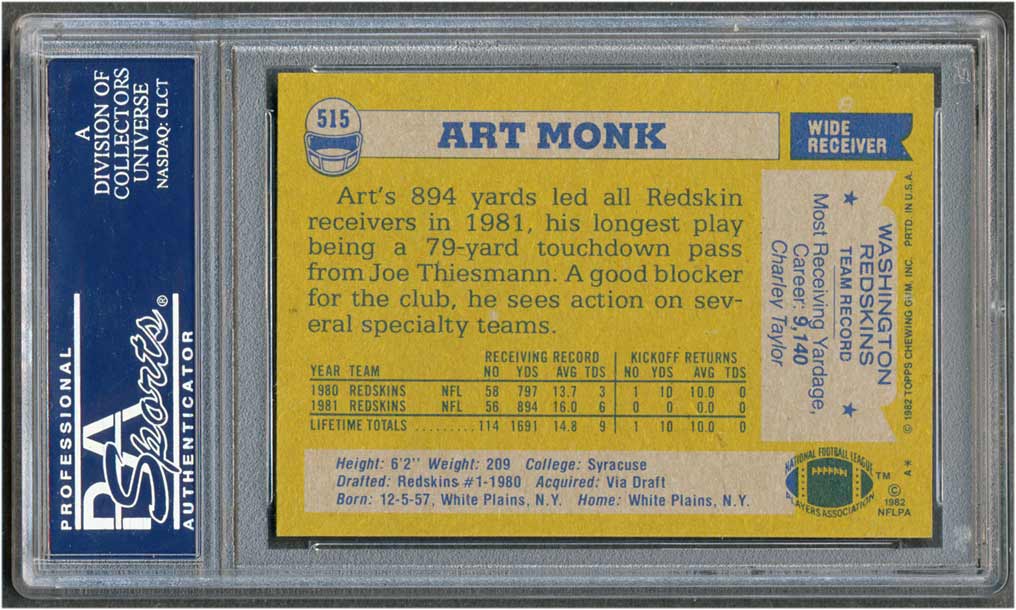 A
DIVISION OF
COLLECTORS
UNIVERSE
NASDAQ: CLCT
PROFESSIONAL
PSA
Sports®
AUTHENTICATOR
515
ART MONK
WIDE
RECEIVER
Art's 894 yards led all Redskin
receivers in 1981, his longest play
being a 79-yard touchdown pass
from Joe Thiesmann. A good blocker
for the club, he sees action on sev-
eral specialty teams.
RECEIVING RECORD KICKOFF RETURNS
YEAR TEAM NO YDS AVG TDS NO YDS AVG TDS
1980 REDSKINS NFL 58 797 13.7 3 1 10 10.0 0
1981 REDSKINS NFL 56 894 16.0 6 0 0 0.0 0
LIFETIME TOTALS ......... 114 1691 14.8 9 1 10 10.0 0
Height: 6'2" Weight: 209 College: Syracuse
Drafted: Redskins #1-1980 Acquired: Via Draft
Born: 12-5-57, White Plains, N.Y. Home: White Plains, N.Y.
WASHINGTON
REDSKINS
TEAM RECORD
Most Receiving Yardage,
Career: 9,140
Charley Taylor
© 1982 TOPPS CHEWING GUM, INC. PRTD. IN U.S.A.
A*
NATIONAL FOOTBALL LEAGUE
PLAYERS ASSOCIATION
TM
©
1982
NFLPA